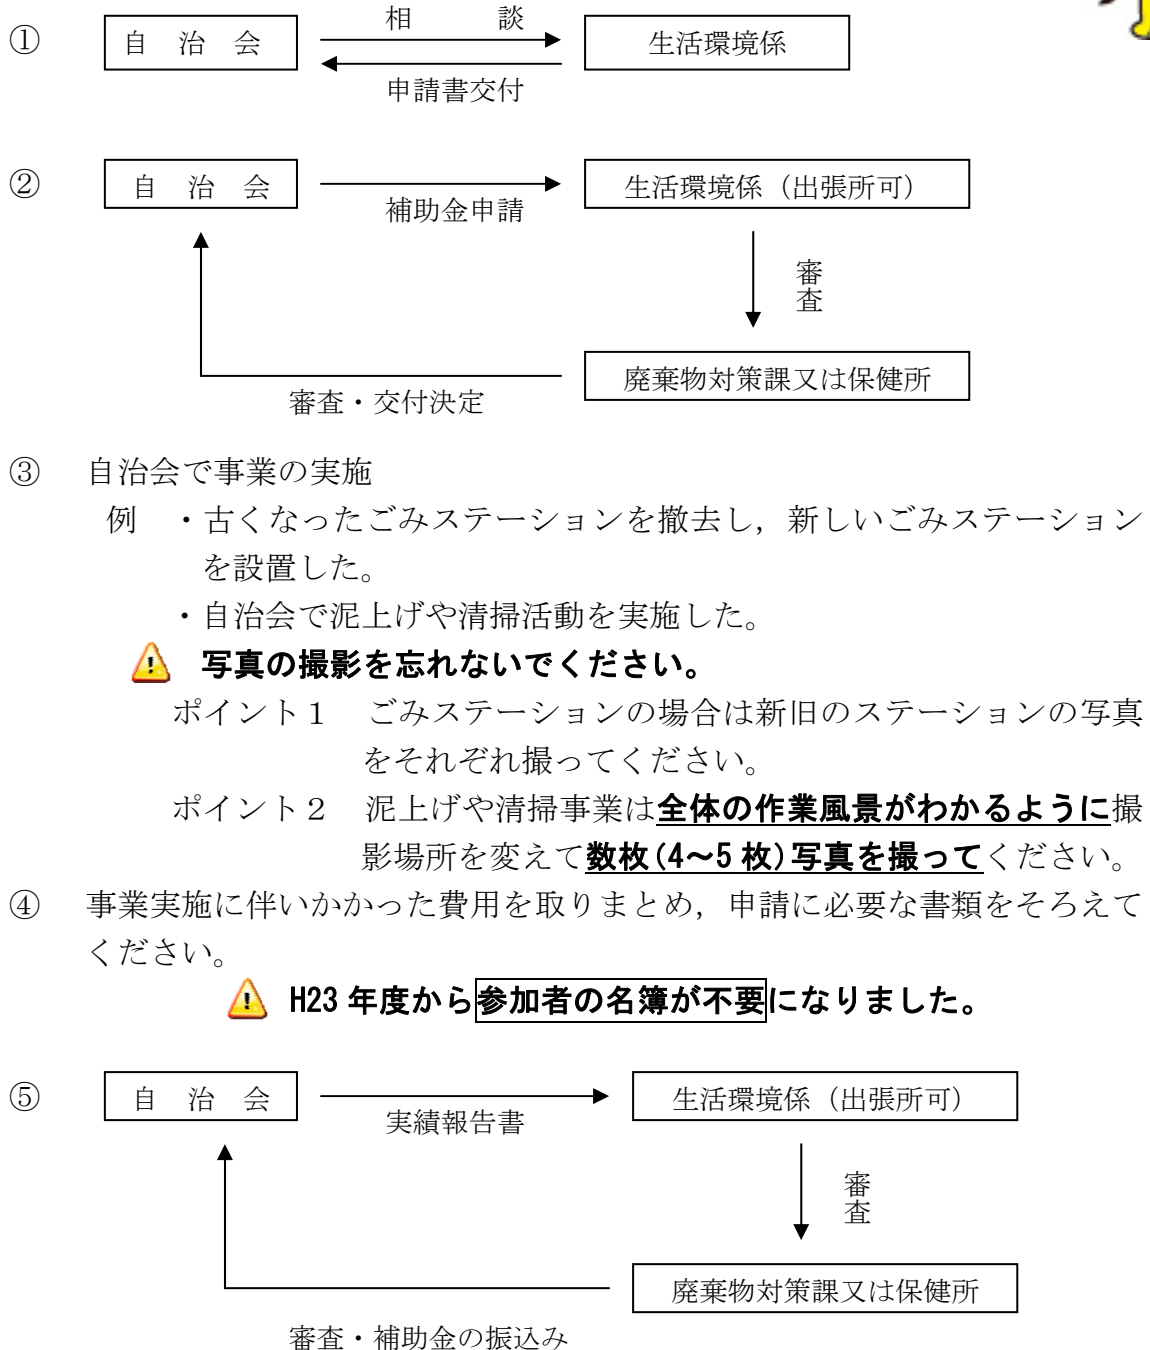 ① 自 治 会 相 談 生活環境係
申請書交付
② 自 治 会 補助金申請 生活環境係（出張所可）
審査
廃棄物対策課又は保健所
審査・交付決定
③ 自治会で事業の実施
例 ・古くなったごみステーションを撤去し，新しいごみステーション
を設置した。
・自治会で泥上げや清掃活動を実施した。
写真の撮影を忘れないでください。
ポイント１ ごみステーションの場合は新旧のステーションの写真
をそれぞれ撮ってください。
ポイント２ 泥上げや清掃事業は全体の作業風景がわかるように撮
影場所を変えて数枚(4～5枚)写真を撮ってください。
④ 事業実施に伴いかかった費用を取りまとめ，申請に必要な書類をそろえて
ください。
H23年度から参加者の名簿が不要になりました。
⑤ 自 治 会 実績報告書 生活環境係（出張所可）
審査
廃棄物対策課又は保健所
審査・補助金の振込み